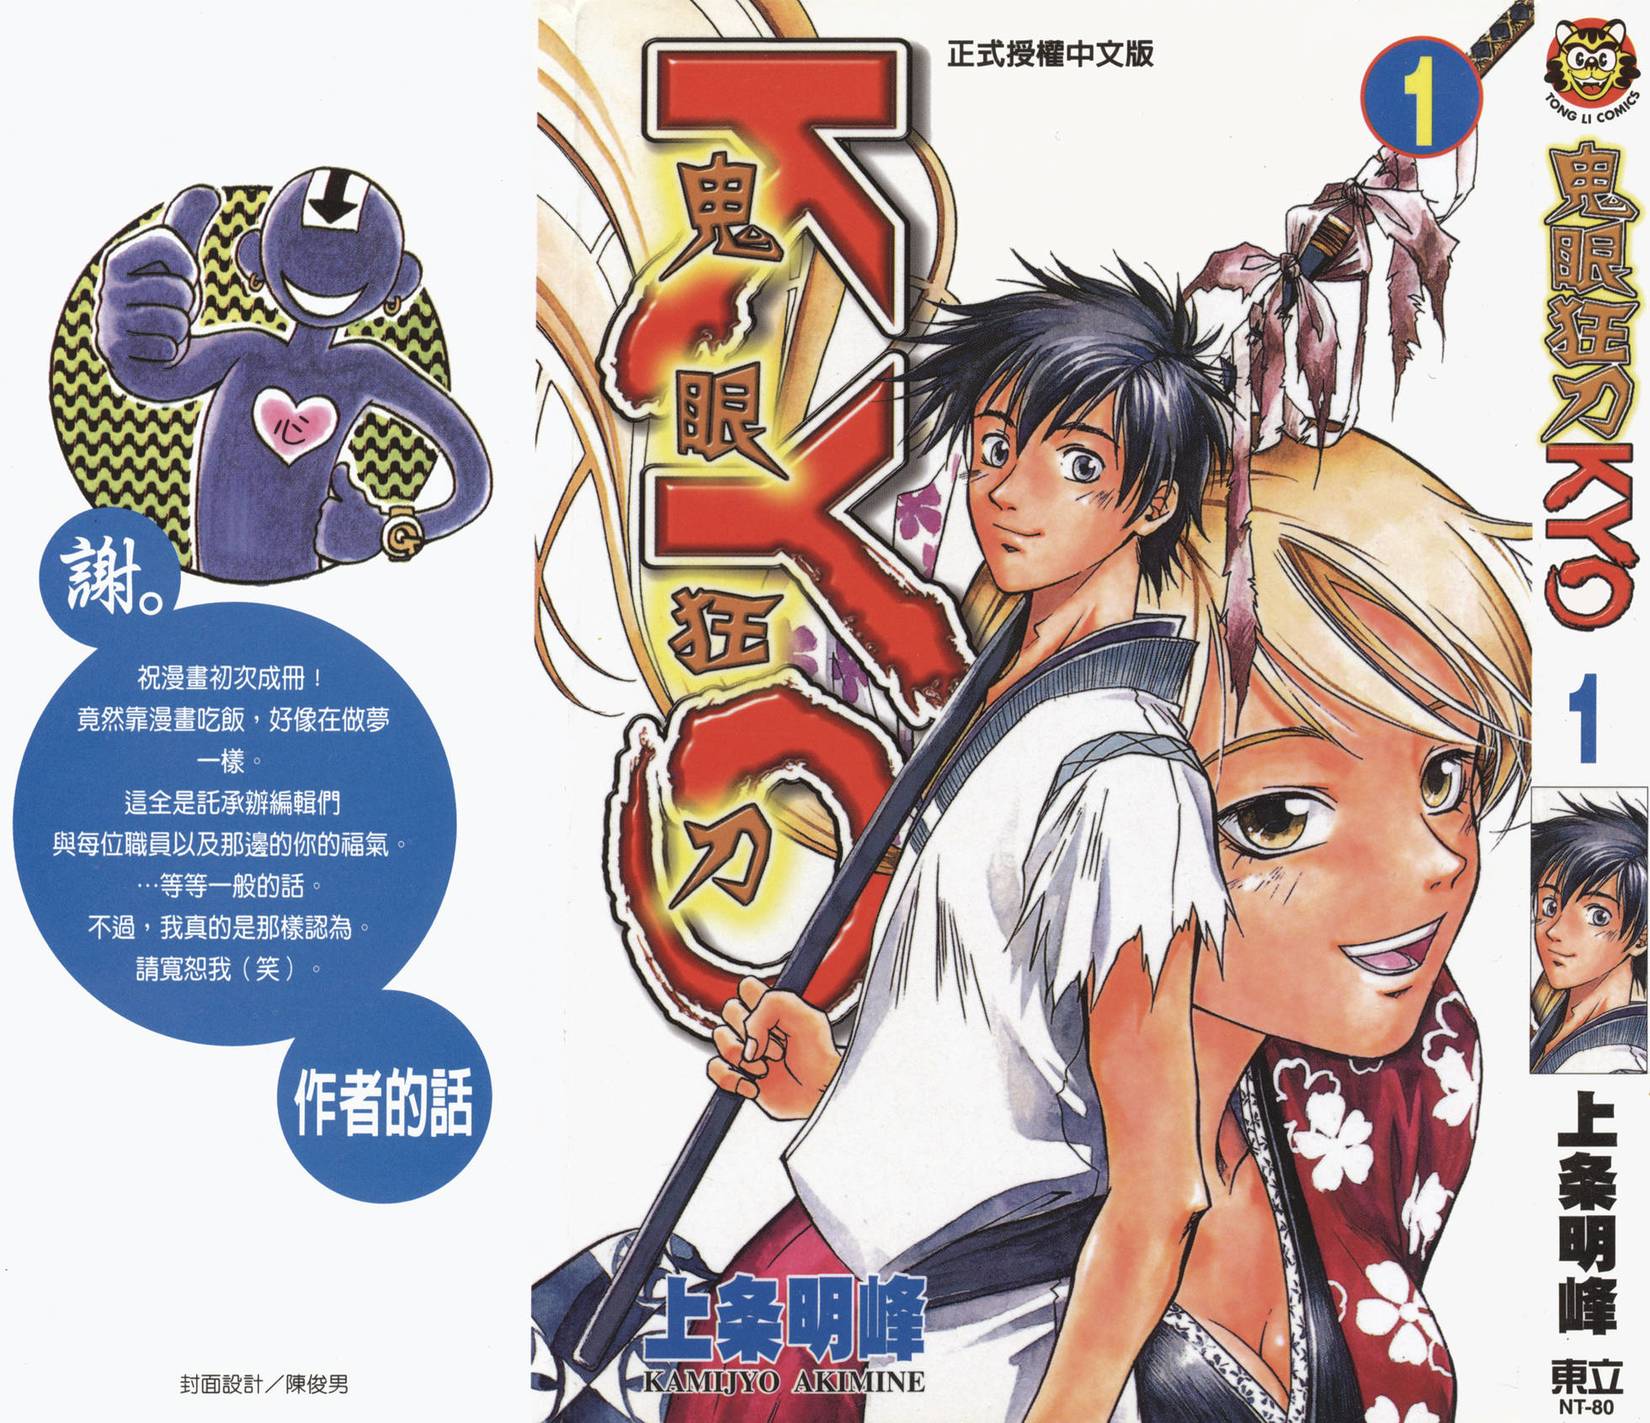 心
謝。
祝漫畫初次成冊！
竟然靠漫畫吃飯，好像在做夢
一樣。
這全是託承辦編輯們
與每位職員以及那邊的你的福氣。
…等等一般的話。
不過，我真的是那樣認為。
請寬恕我（笑）。
作者的話
封面設計／陳俊男
正式授權中文版
1
KYO
鬼眼狂刀
上条明峰
KAMIJYO AKIMINE
TONG LI COMICS
鬼眼狂刀KYO
1
上条明峰
東立
NT-80